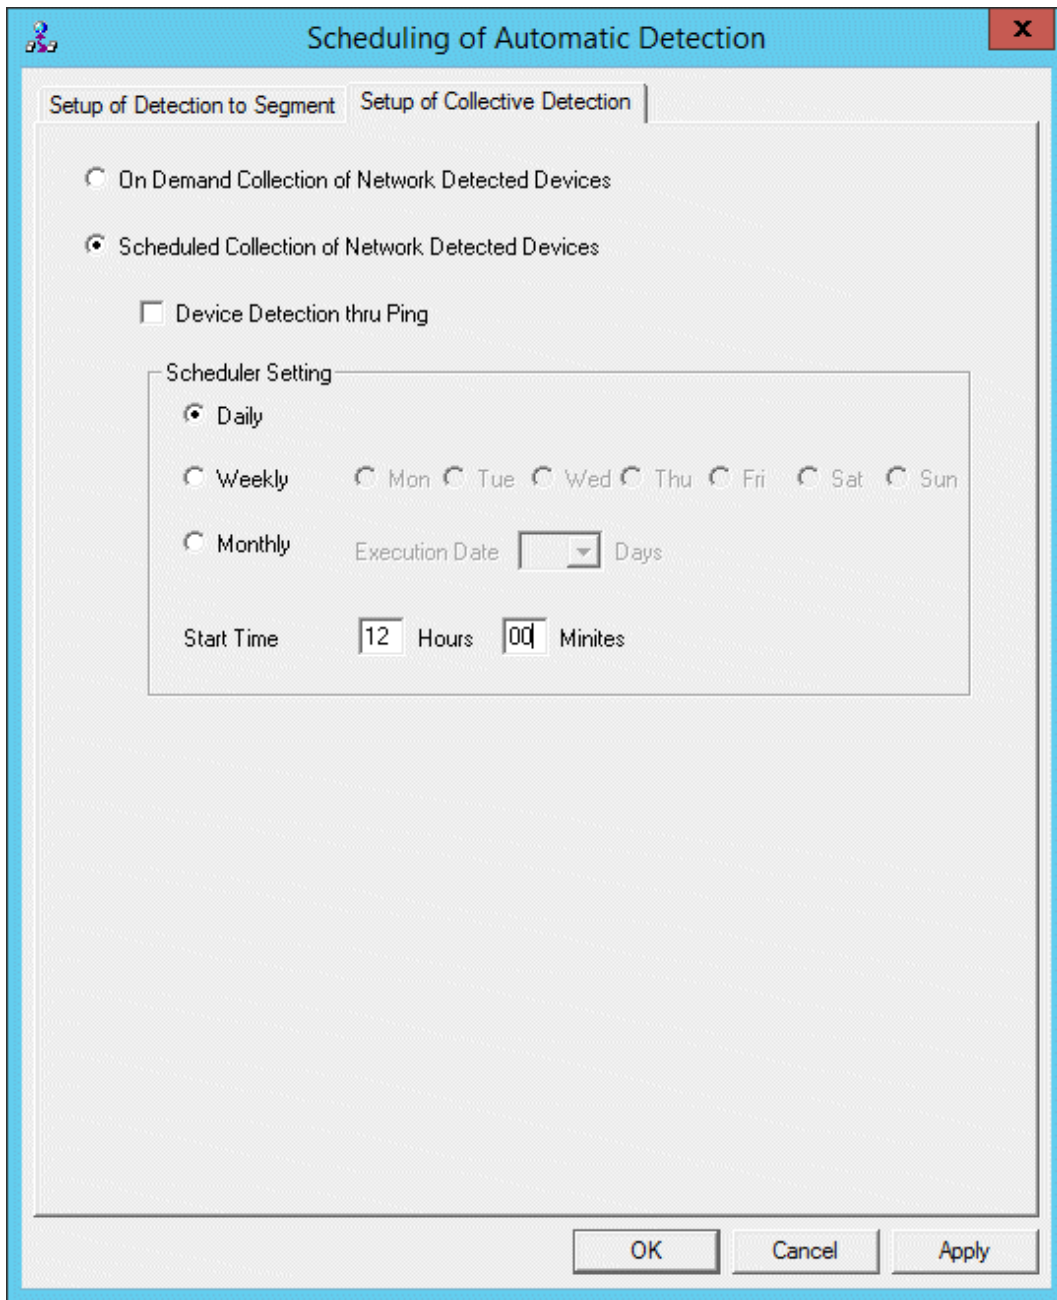 Scheduling of Automatic Detection
x
Setup of Detection to Segment Setup of Collective Detection
On Demand Collection of Network Detected Devices
Scheduled Collection of Network Detected Devices
Device Detection thru Ping
Scheduler Setting
Daily
Weekly Mon Tue Wed Thu Fri Sat Sun
Monthly Execution Date Days
Start Time 12 Hours 00 Minites
OK Cancel Apply